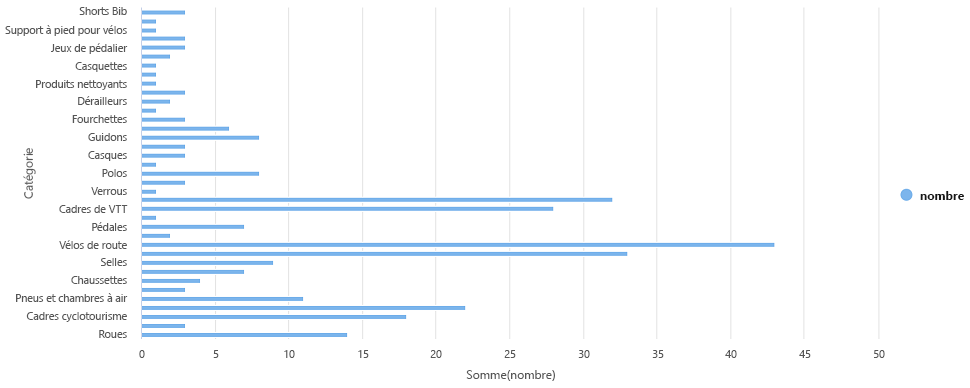 Shorts Bib
Support à pied pour vélos
Jeux de pédalier
Casquettes
Produits nettoyants
Dérailleurs
Fourchettes
Guidons
Casques
Polos
Verrous
Cadres de VTT
Pédales
Vélos de route
Selles
Chaussettes
Pneus et chambres à air
Cadres cyclotourisme
Roues
Catégorie
0 5 10 15 20 25 30 35 40 45 50
Somme(nombre)
nombre